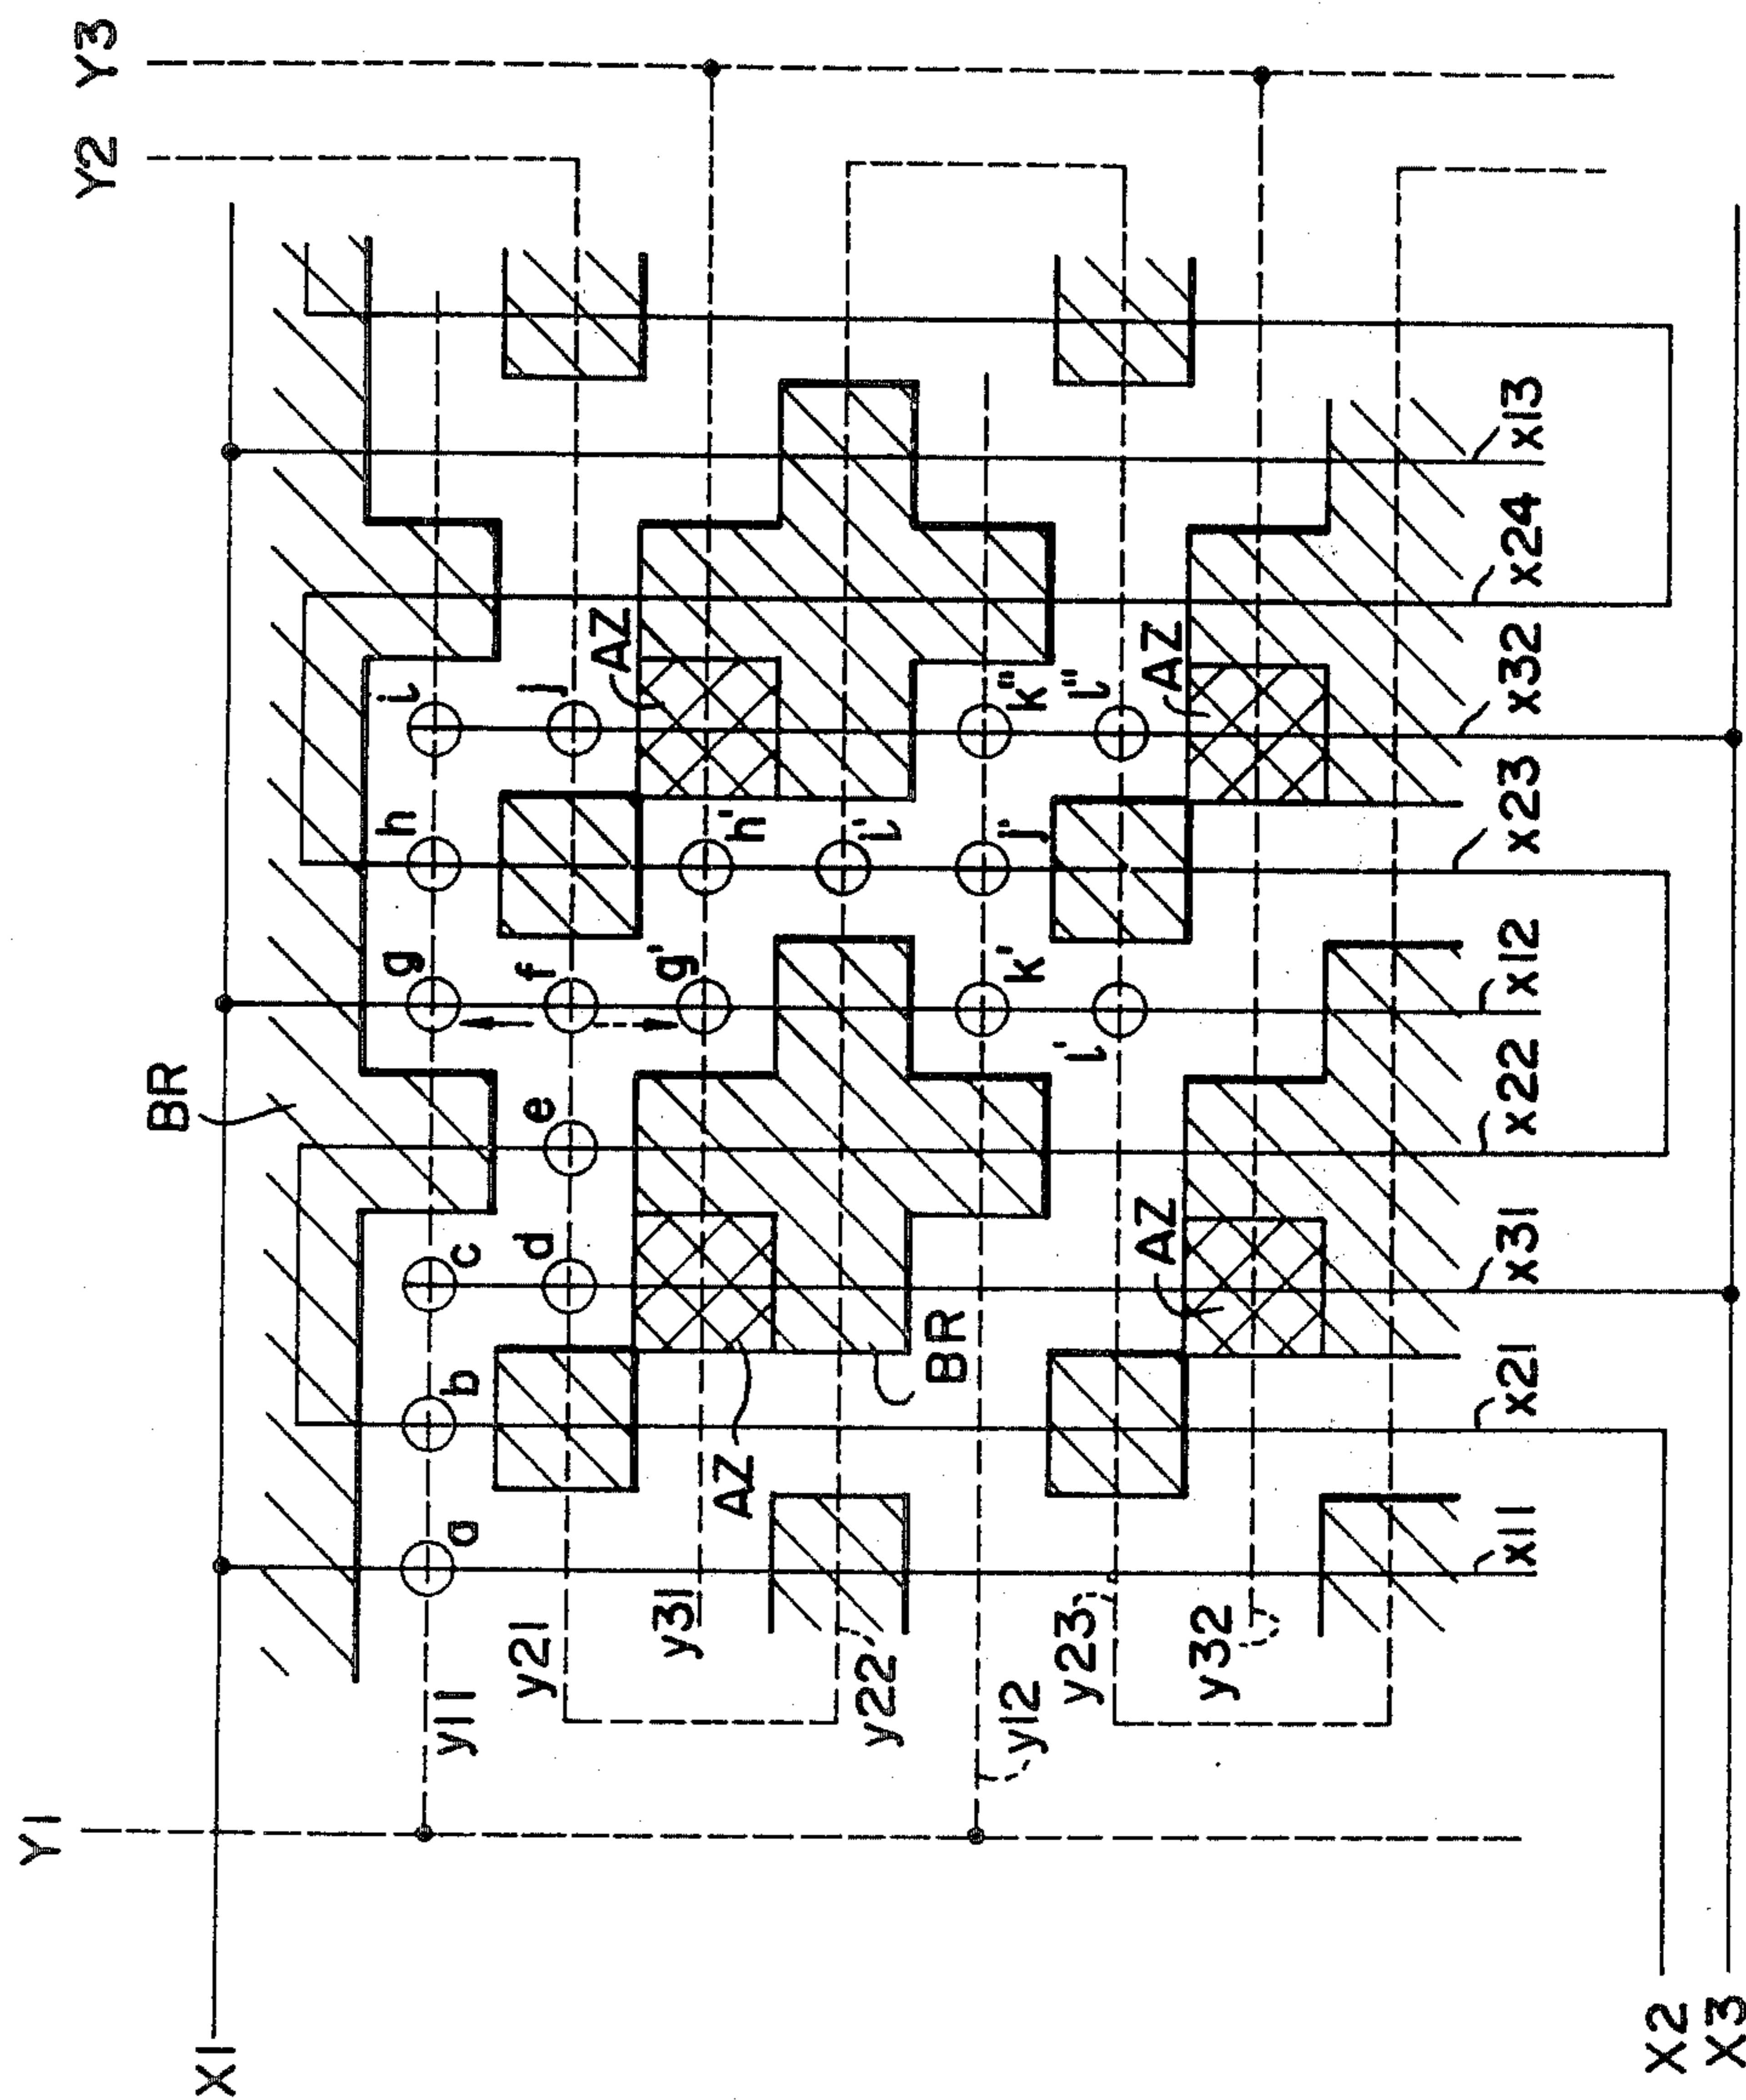 Y1
Y2 Y3
BR
X1
g h i
y11 a b c
y21 d e f j
AZ
y31 g'
AZ h'
y22 i'
BR
y12 k' j' k"
y23 l' l"
AZ AZ
y32
x11 x21 x31 x22 x12 x23 x32 x24 x13
X2
X3